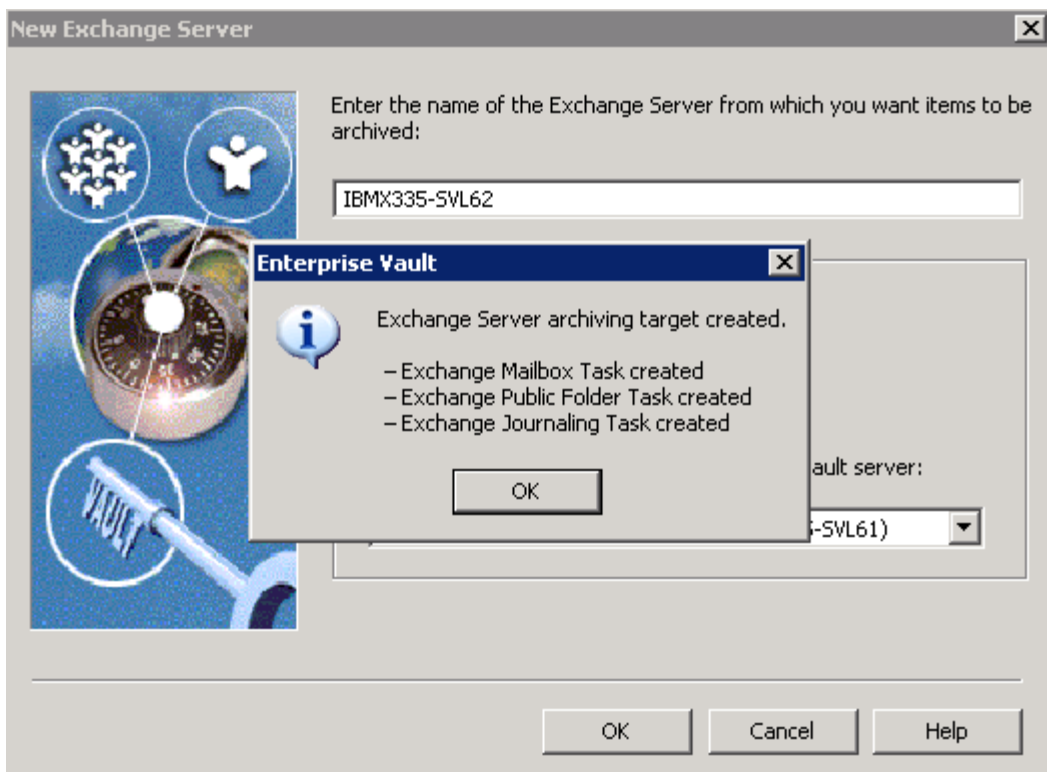 New Exchange Server
Enter the name of the Exchange Server from which you want items to be
archived:
IBMX335-SVL62
Enterprise Vault
Exchange Server archiving target created.
– Exchange Mailbox Task created
– Exchange Public Folder Task created
– Exchange Journaling Task created
OK
ault server:
-SVL61)
VAULT
OK
Cancel
Help